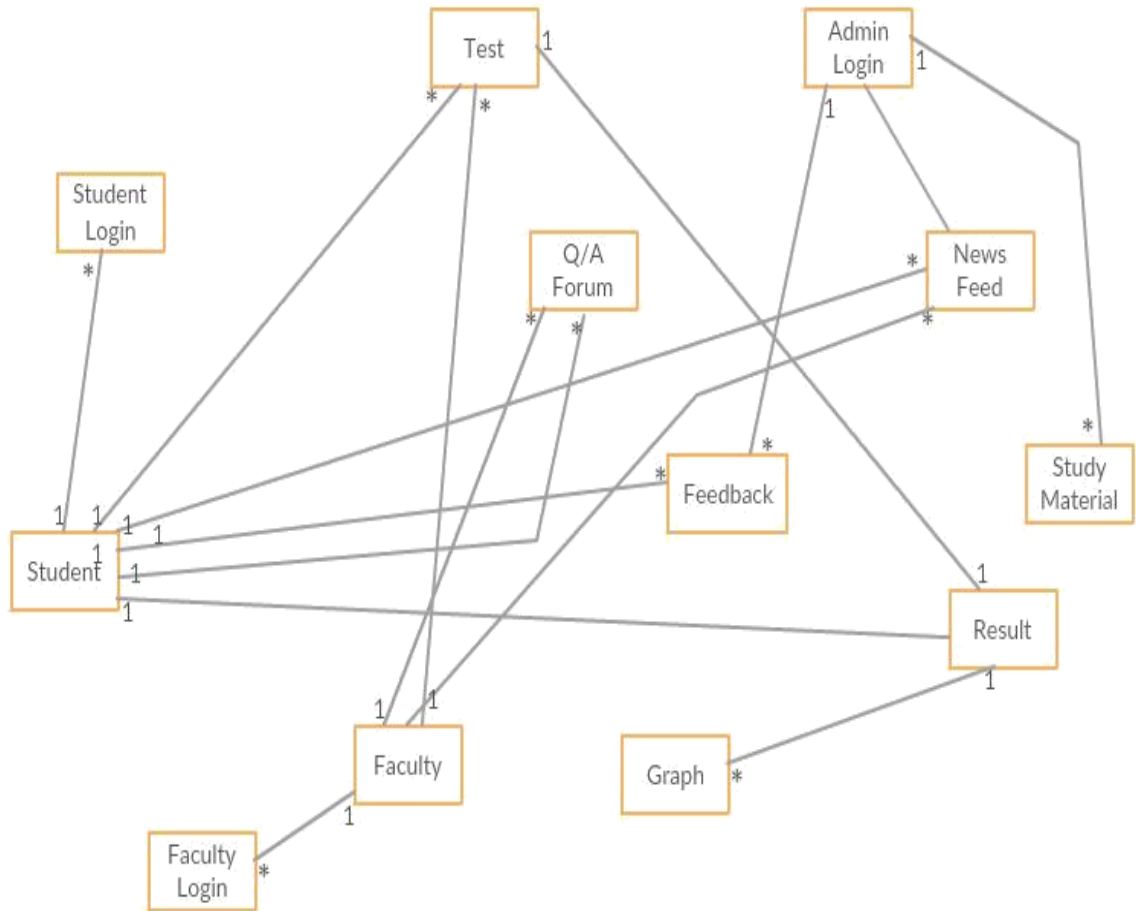 Test
1
*
*
Admin
Login
1
1
Student
Login
*
Q/A
Forum
*
*
News
Feed
*
*
Feedback
*
*
Study
Material
*
Student
1
1
1
1
1
1
1
Result
1
1
Faculty
1
1
1
Graph
*
Faculty
Login
*